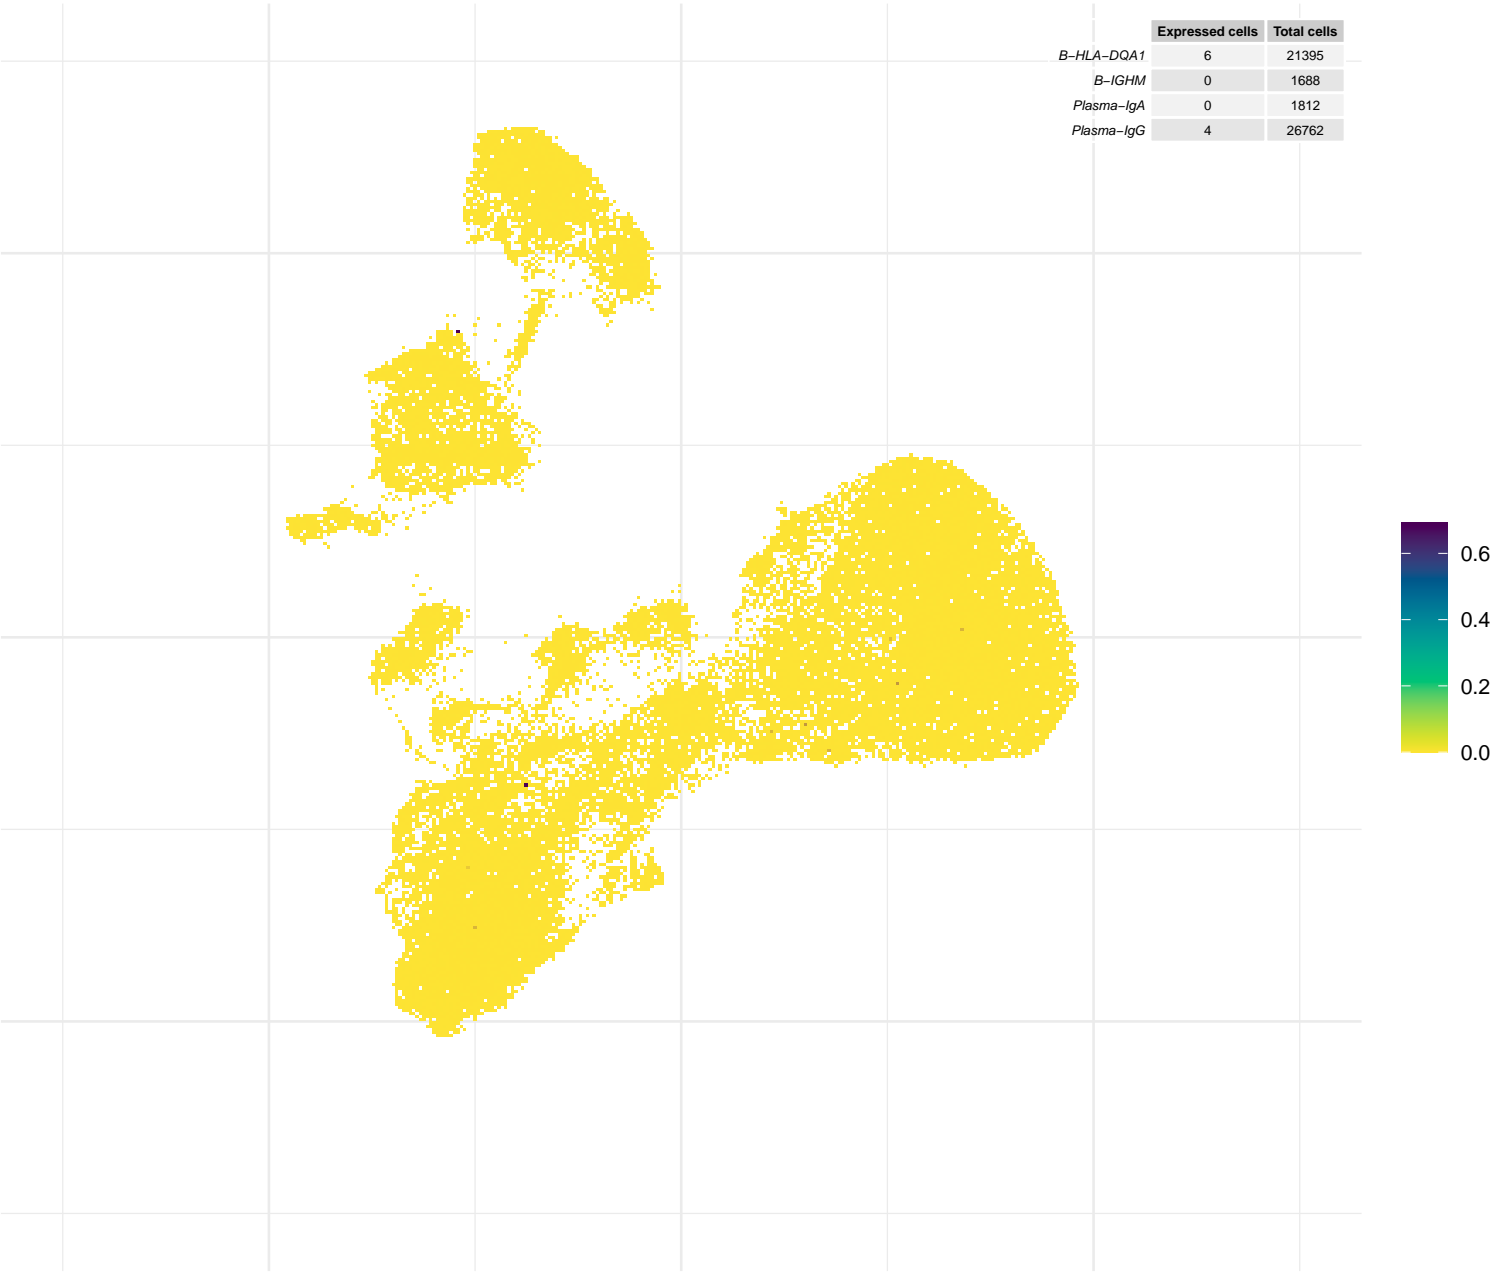 Expressed cells Total cells
B−HLA−DQA1 6 21395
B−IGHM 0 1688
Plasma−IgA 0 1812
Plasma−IgG 4 26762
0.6
0.4
0.2
0.0